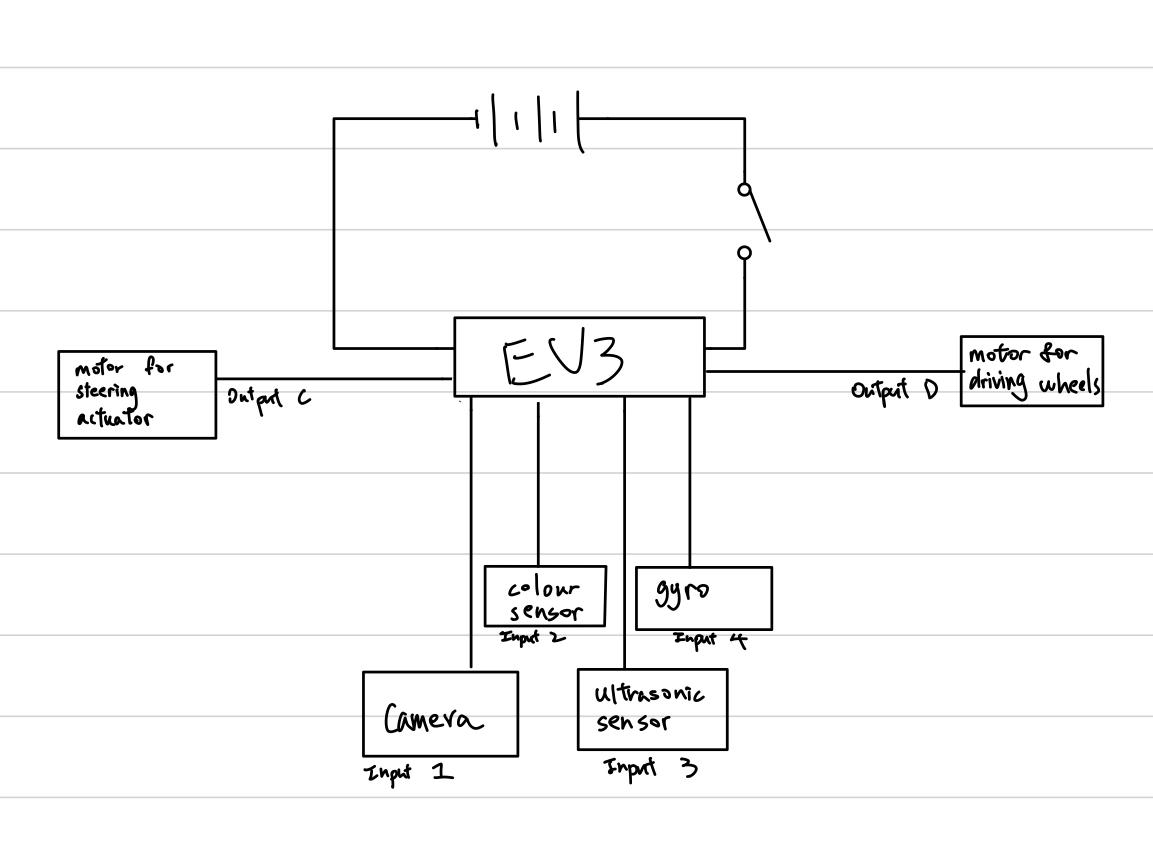 EV3
motor for
steering
actuator
Output C
Output D
motor for
driving wheels
colour
sensor
Input 2
gyro
Input 4
Camera
Input 1
ultrasonic
sensor
Input 3